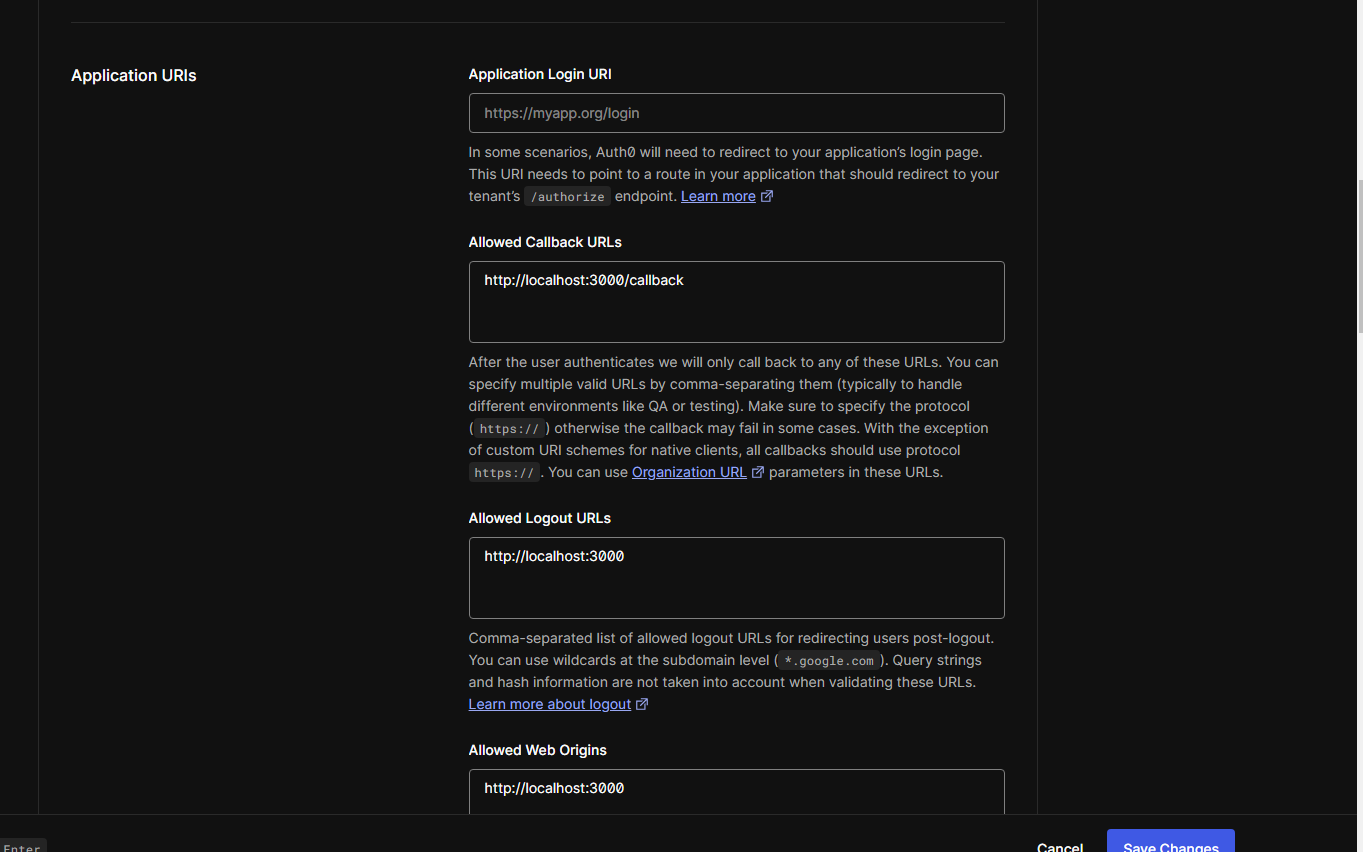 Application URIs
Application Login URI
https://myapp.org/login
In some scenarios, Auth0 will need to redirect to your application’s login page.
This URI needs to point to a route in your application that should redirect to your
tenant’s /authorize endpoint. Learn more
Allowed Callback URLs
http://localhost:3000/callback
After the user authenticates we will only call back to any of these URLs. You can
specify multiple valid URLs by comma-separating them (typically to handle
different environments like QA or testing). Make sure to specify the protocol
( https:// ) otherwise the callback may fail in some cases. With the exception
of custom URI schemes for native clients, all callbacks should use protocol
https:// . You can use Organization URL parameters in these URLs.
Allowed Logout URLs
http://localhost:3000
Comma-separated list of allowed logout URLs for redirecting users post-logout.
You can use wildcards at the subdomain level ( *.google.com ). Query strings
and hash information are not taken into account when validating these URLs.
Learn more about logout
Allowed Web Origins
http://localhost:3000
Enter
Cancel
Save Changes